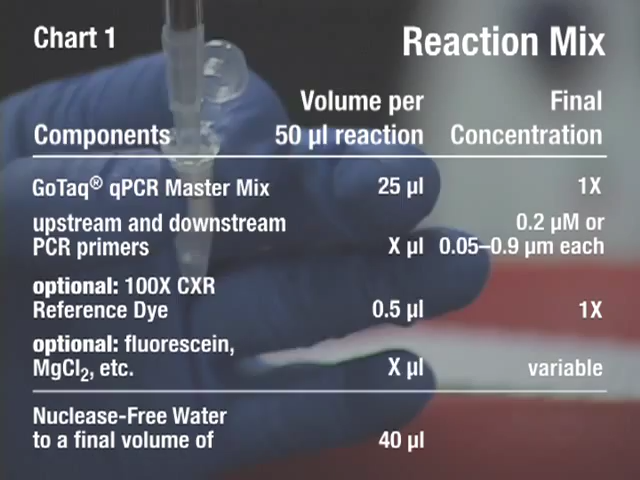 Chart 1
Reaction Mix
Components
Volume per
50 µl reaction
Final
Concentration
GoTaq® qPCR Master Mix 25 µl 1X
upstream and downstream
PCR primers X µl 0.2 µM or
0.05–0.9 µm each
optional: 100X CXR
Reference Dye 0.5 µl 1X
optional: fluorescein,
MgCl₂, etc. X µl variable
Nuclease-Free Water
to a final volume of 40 µl